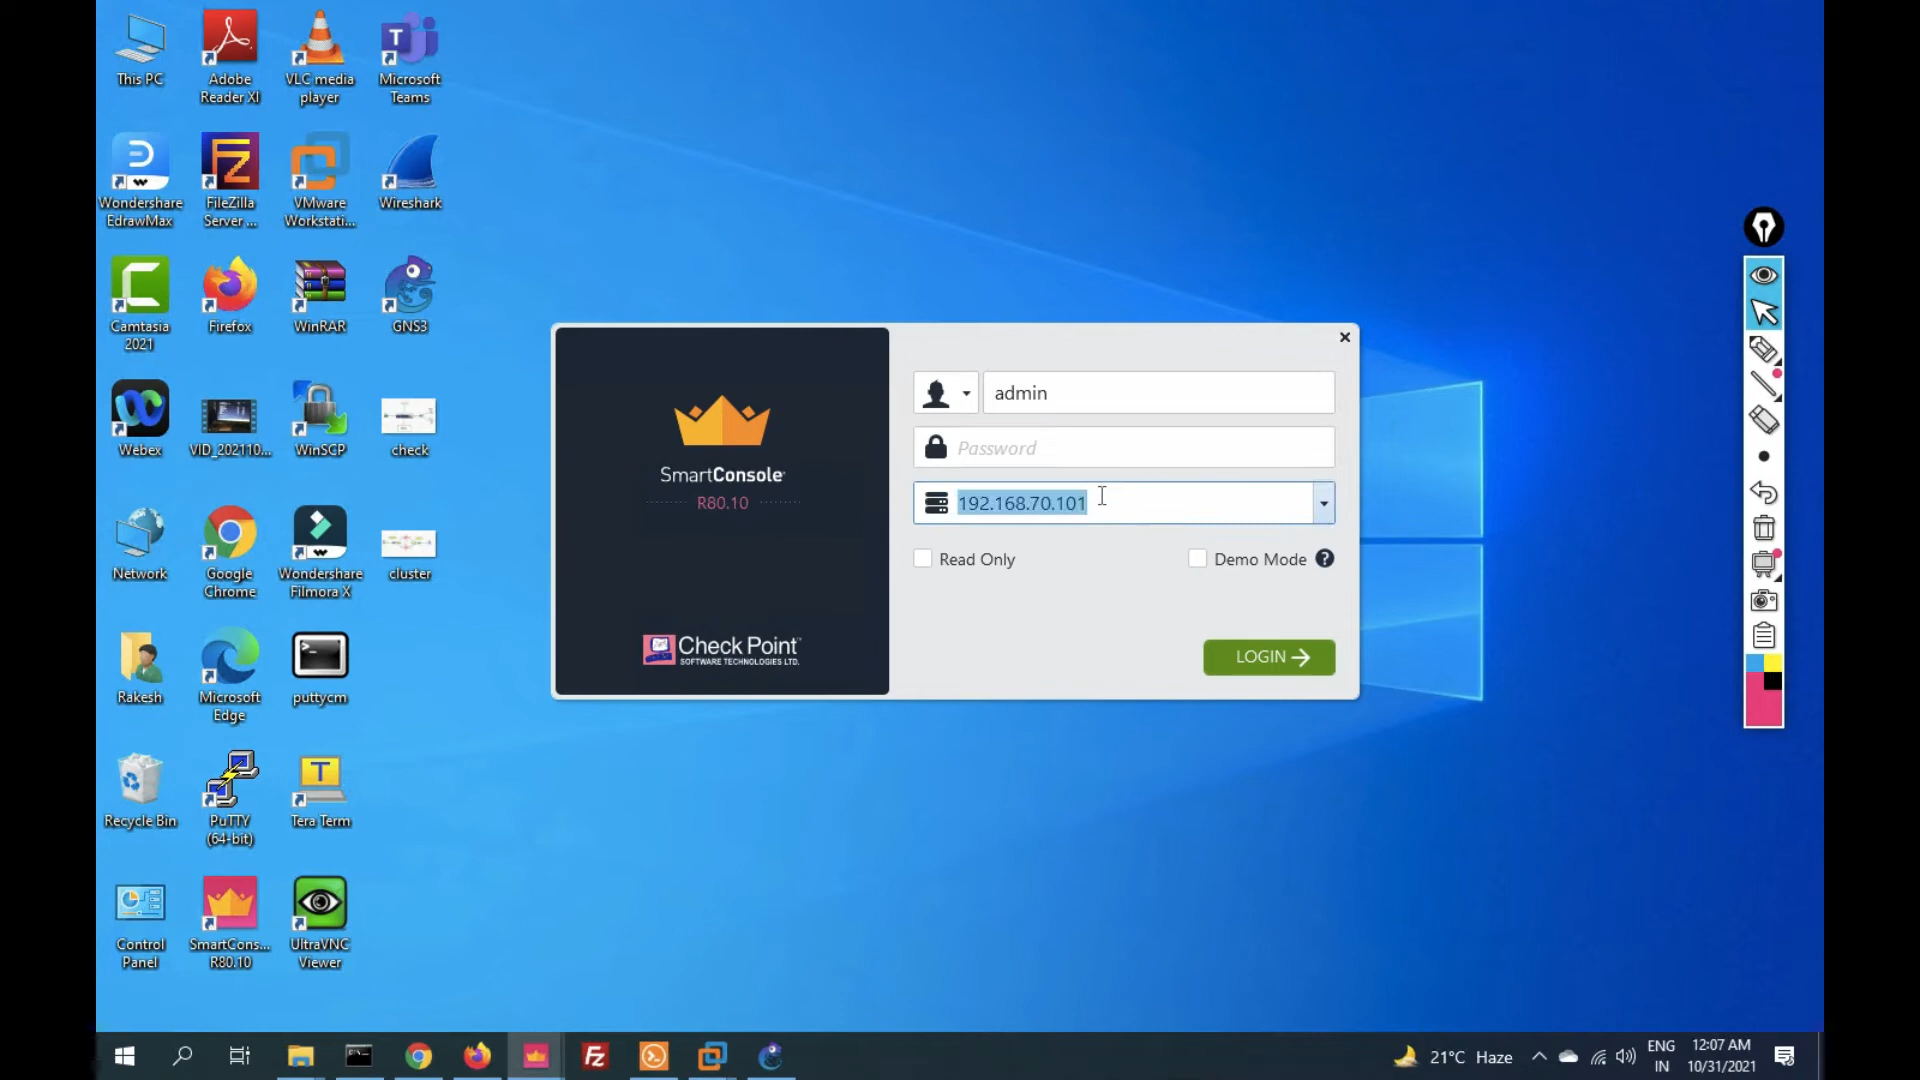 This PC
Adobe
Reader XI
VLC media
player
Microsoft
Teams
Wondershare
EdrawMax
FileZilla
Server ...
VMware
Workstati...
Wireshark
Camtasia
2021
Firefox
WinRAR
GNS3
Webex
VID_202110...
WinSCP
check
Network
Google
Chrome
Wondershare
Filmora X
cluster
Rakesh
Microsoft
Edge
puttycm
Recycle Bin
PuTTY
(64-bit)
Tera Term
Control
Panel
SmartCons...
R80.10
UltraVNC
Viewer
SmartConsole
R80.10
Check Point™
SOFTWARE TECHNOLOGIES LTD.
admin
Password
192.168.70.101
Read Only
Demo Mode
LOGIN
21°C Haze
ENG
IN
12:07 AM
10/31/2021